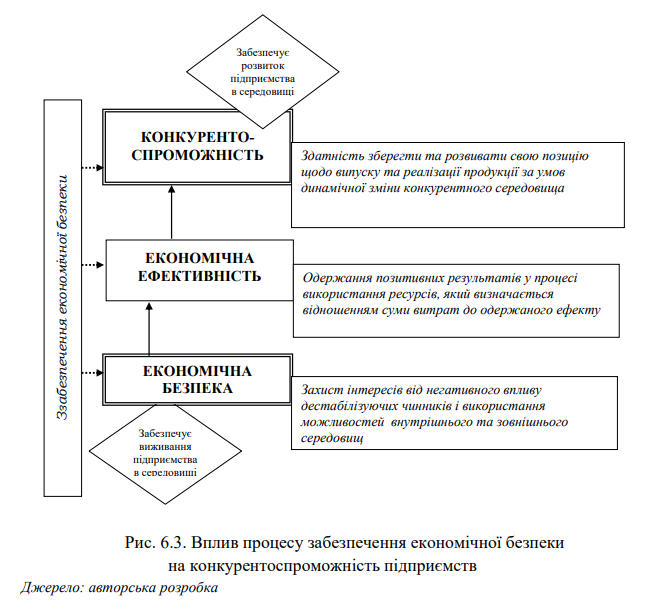 Забезпечує
розвиток
підприємства
в середовищі
Ззабезпечення економічної безпеки
КОНКУРЕНТО-
СПРОМОЖНІСТЬ
Здатність зберегти та розвивати свою позицію
щодо випуску та реалізації продукції за умов
динамічної зміни конкурентного середовища
ЕКОНОМІЧНА
ЕФЕКТИВНІСТЬ
Одержання позитивних результатів у процесі
використання ресурсів, який визначається
відношенням суми витрат до одержаного ефекту
ЕКОНОМІЧНА
БЕЗПЕКА
Захист інтересів від негативного впливу
дестабілізуючих чинників і використання
можливостей внутрішнього та зовнішнього
середовищ
Забезпечує
виживання
підприємства
в середовищі
Рис. 6.3. Вплив процесу забезпечення економічної безпеки
на конкурентоспроможність підприємств
Джерело: авторська розробка